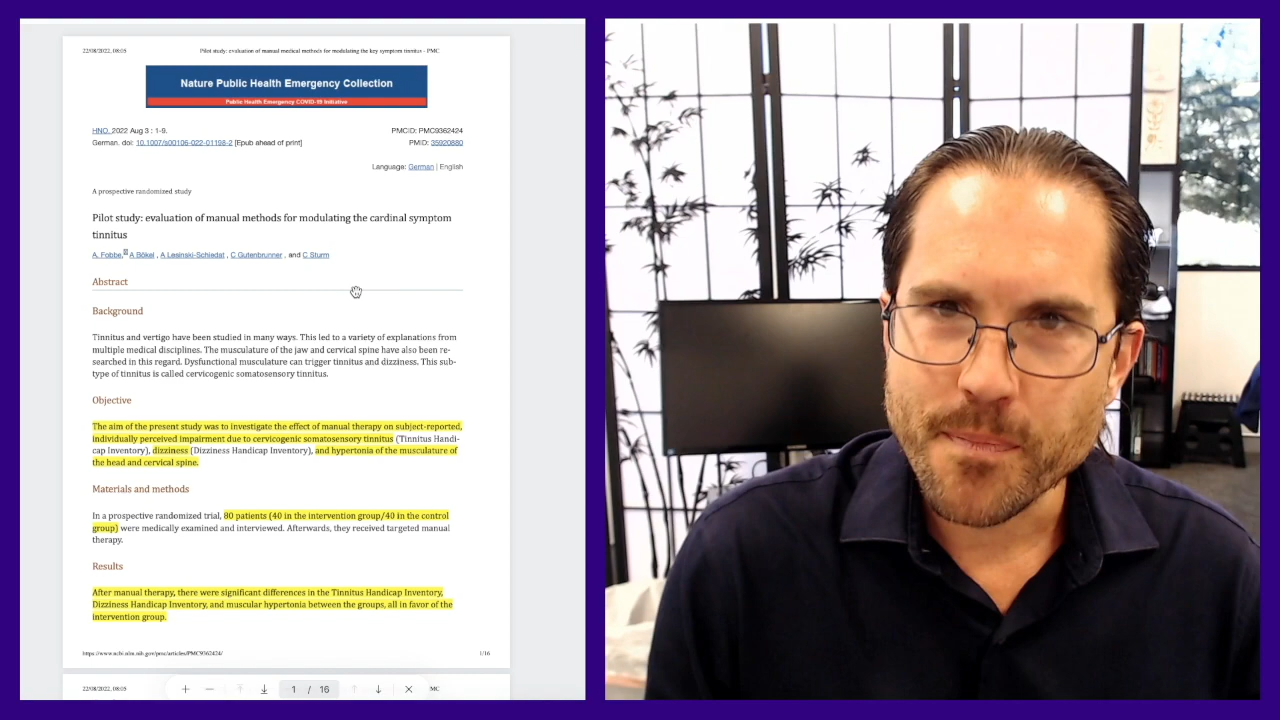 22/08/2022, 08:05 Pilot study: evaluation of manual medical methods for modulating the key symptom tinnitus - PMC
Nature Public Health Emergency Collection
Public Health Emergency COVID-19 Initiative
HNO. 2022 Aug 3 : 1-9. PMCID: PMC9362424
German. doi: 10.1007/s00106-022-01198-2 [Epub ahead of print] PMID: 35920880
Language: German | English
A prospective randomized study
Pilot study: evaluation of manual methods for modulating the cardinal symptom
tinnitus
A. Fobbe, A Bökel , A Lesinski-Schiedat , C Gutenbrunner , and C Sturm
Abstract
Background
Tinnitus and vertigo have been studied in many ways. This led to a variety of explanations from
multiple medical disciplines. The musculature of the jaw and cervical spine have also been re-
searched in this regard. Dysfunctional musculature can trigger tinnitus and dizziness. This sub-
type of tinnitus is called cervicogenic somatosensory tinnitus.
Objective
The aim of the present study was to investigate the effect of manual therapy on subject-reported,
individually perceived impairment due to cervicogenic somatosensory tinnitus (Tinnitus Handi-
cap Inventory), dizziness (Dizziness Handicap Inventory), and hypertonia of the musculature of
the head and cervical spine.
Materials and methods
In a prospective randomized trial, 80 patients (40 in the intervention group/40 in the control
group) were medically examined and interviewed. Afterwards, they received targeted manual
therapy.
Results
After manual therapy, there were significant differences in the Tinnitus Handicap Inventory,
Dizziness Handicap Inventory, and muscular hypertonia between the groups, all in favor of the
intervention group.
https://www.ncbi.nlm.nih.gov/pmc/articles/PMC9362424/ 1/16
22/08/2022, 08:05 MC
1 / 16